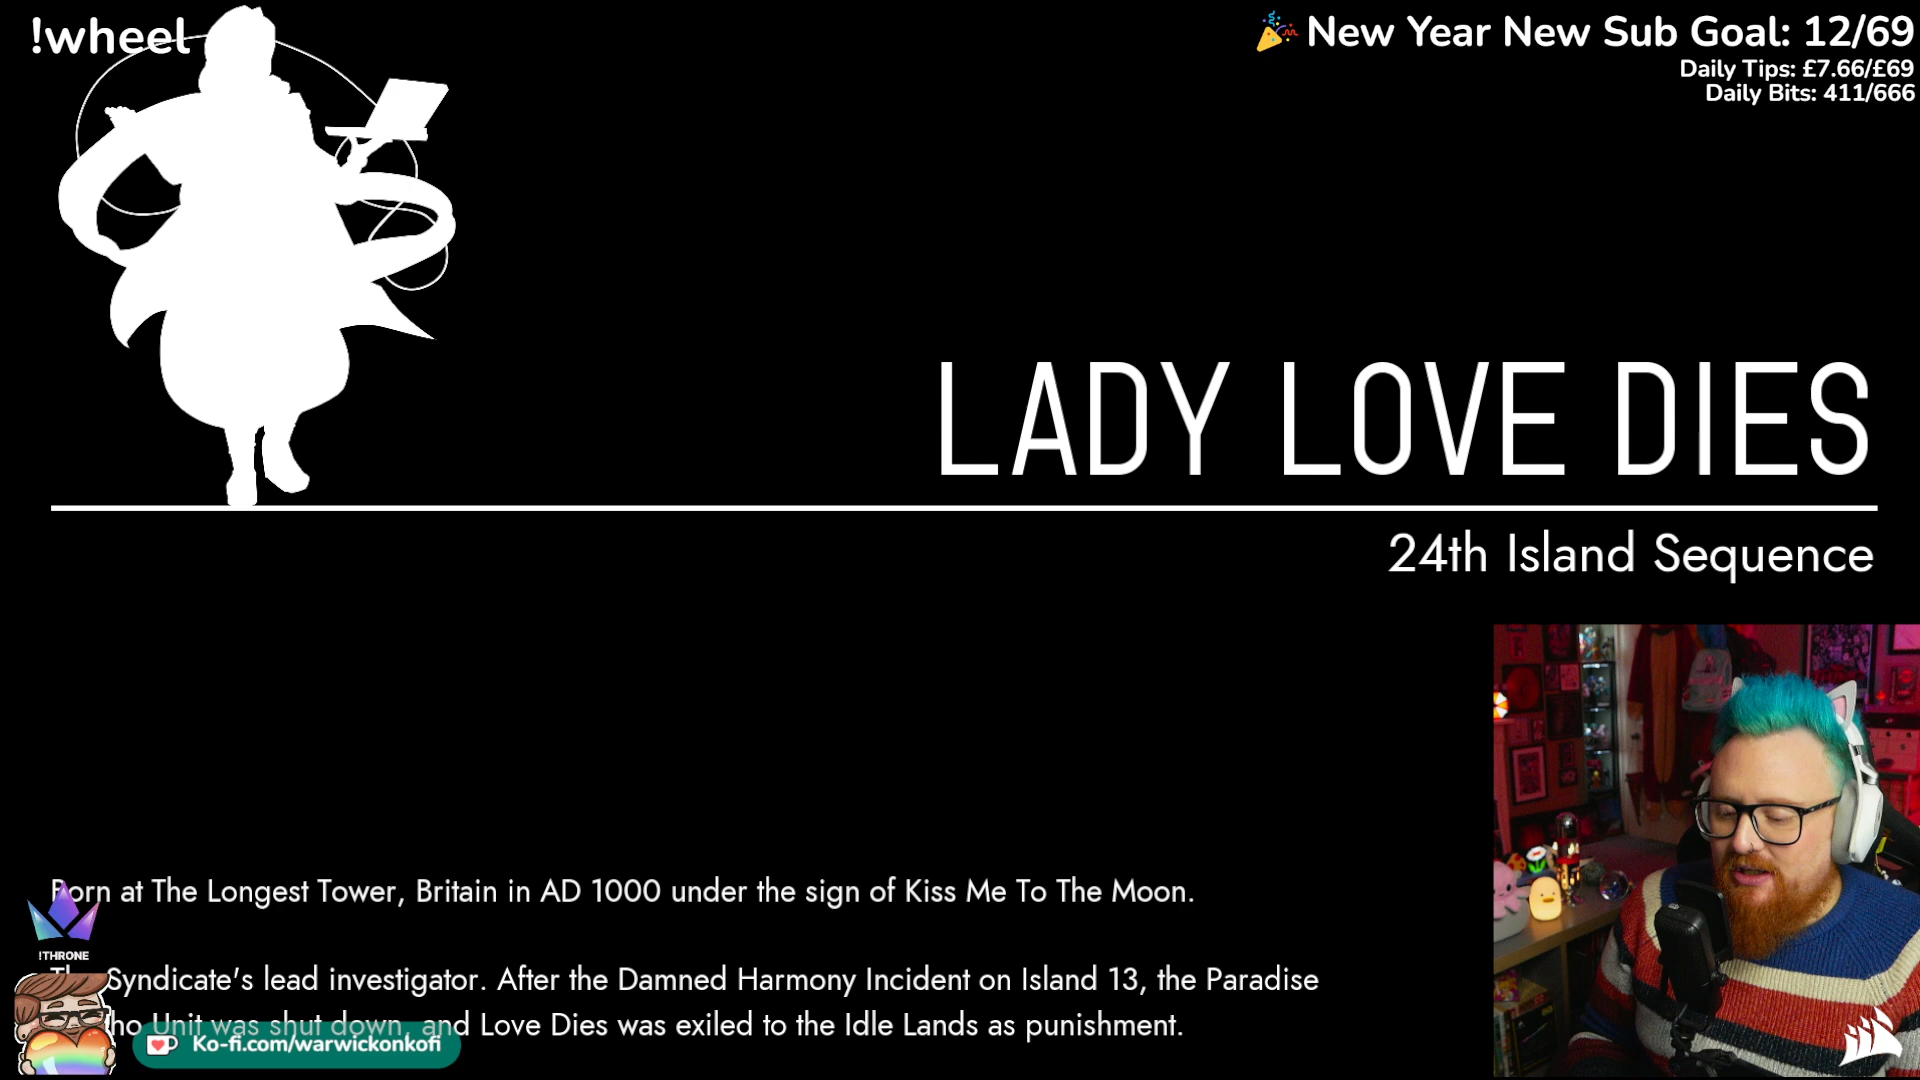 !wheel
🎉 New Year New Sub Goal: 12/69
Daily Tips: £7.66/£69
Daily Bits: 411/666
LADY LOVE DIES
24th Island Sequence
Born at The Longest Tower, Britain in AD 1000 under the sign of Kiss Me To The Moon.
!THRONE
Syndicate's lead investigator. After the Damned Harmony Incident on Island 13, the Paradise
Unit was shut down, and Love Dies was exiled to the Idle Lands as punishment.
Ko-fi.com/warwickonkofi